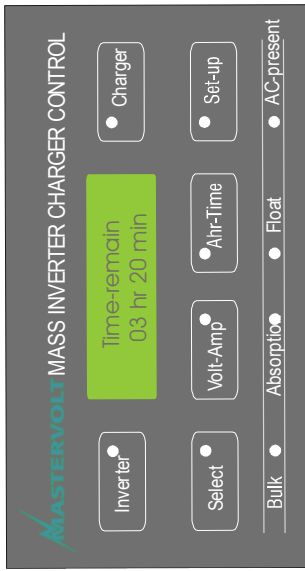 MASTERVOLT MASS INVERTER CHARGER CONTROL
Inverter
Time-remain
03 hr 20 min
Charger
Select
Volt-Amp
Ahr-Time
Set-up
Bulk Absorption Float AC-present